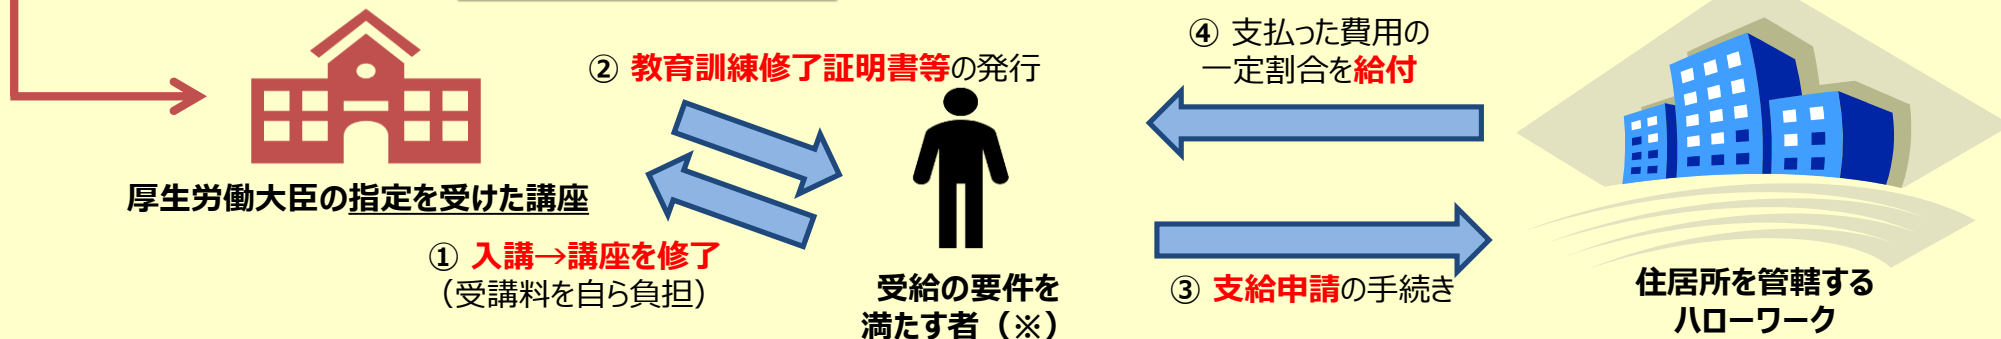 ② 教育訓練修了証明書等の発行
④ 支払った費用の
一定割合を給付
厚生労働大臣の指定を受けた講座
① 入講→講座を修了
（受講料を自ら負担）
受給の要件を
満たす者（※）
③ 支給申請の手続き
住居所を管轄する
ハローワーク